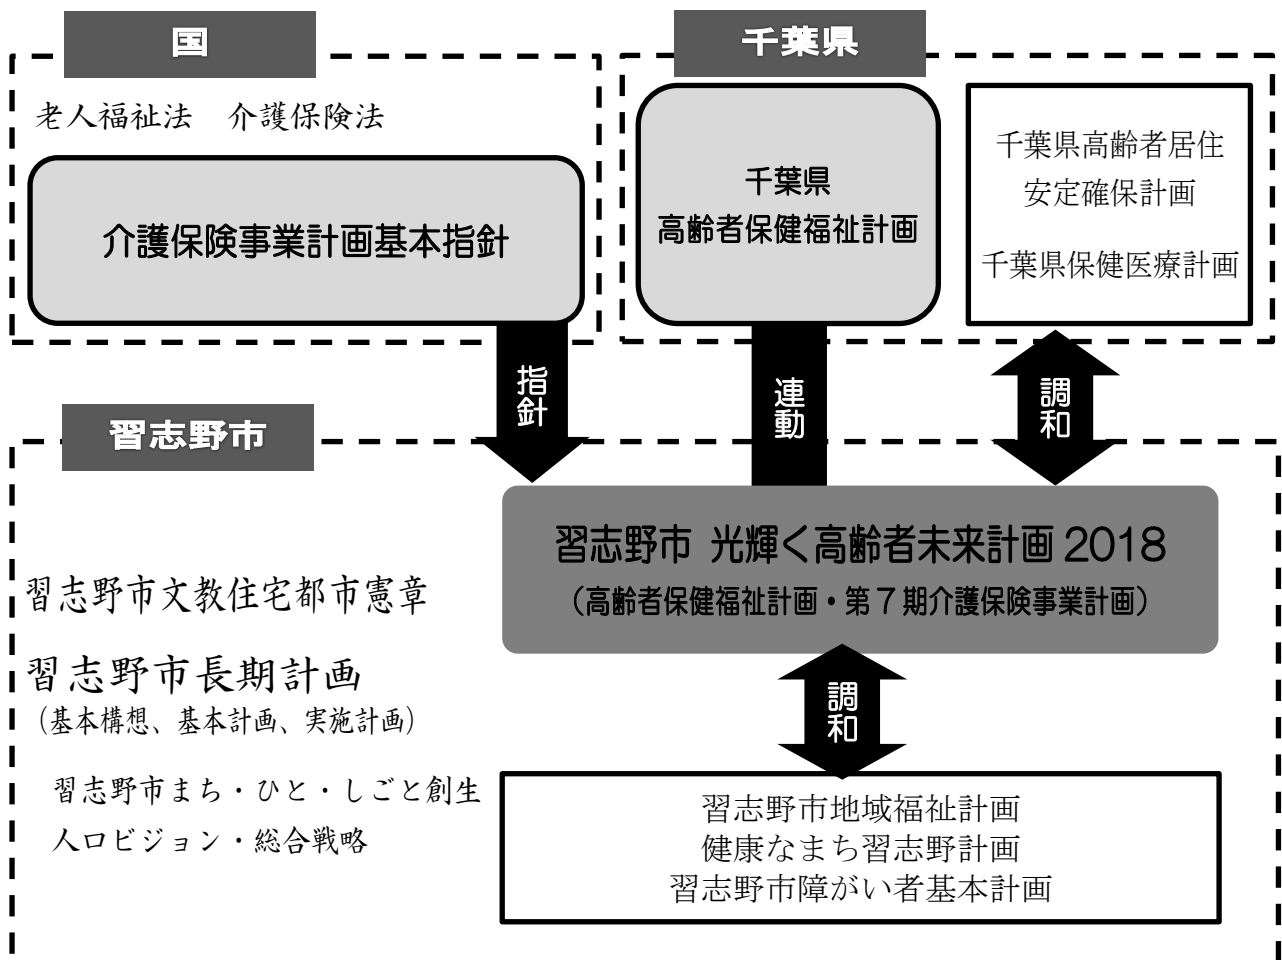 国
老人福祉法　介護保険法
介護保険事業計画基本指針
千葉県
千葉県
高齢者保健福祉計画
千葉県高齢者居住
安定確保計画
千葉県保健医療計画
指針
連動
調和
習志野市
習志野市 光輝く高齢者未来計画 2018
（高齢者保健福祉計画・第７期介護保険事業計画）
習志野市文教住宅都市憲章
習志野市長期計画
（基本構想、基本計画、実施計画）
習志野市まち・ひと・しごと創生
人口ビジョン・総合戦略
調和
習志野市地域福祉計画
健康なまち習志野計画
習志野市障がい者基本計画